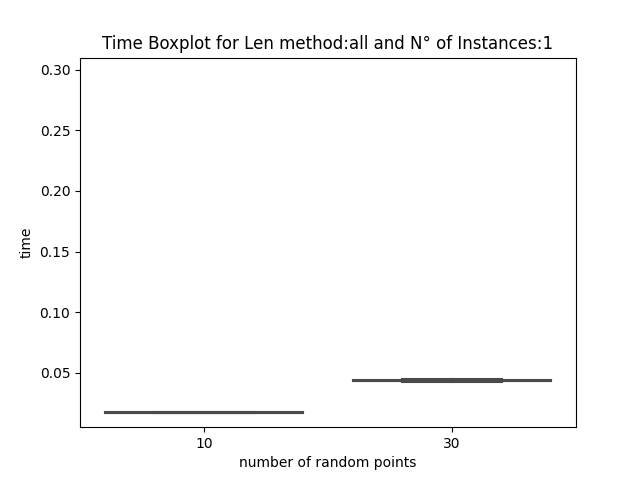 Time Boxplot for Len method:all and N° of Instances:1
0.30
0.25
0.20
0.15
0.10
0.05
time
10 30
number of random points